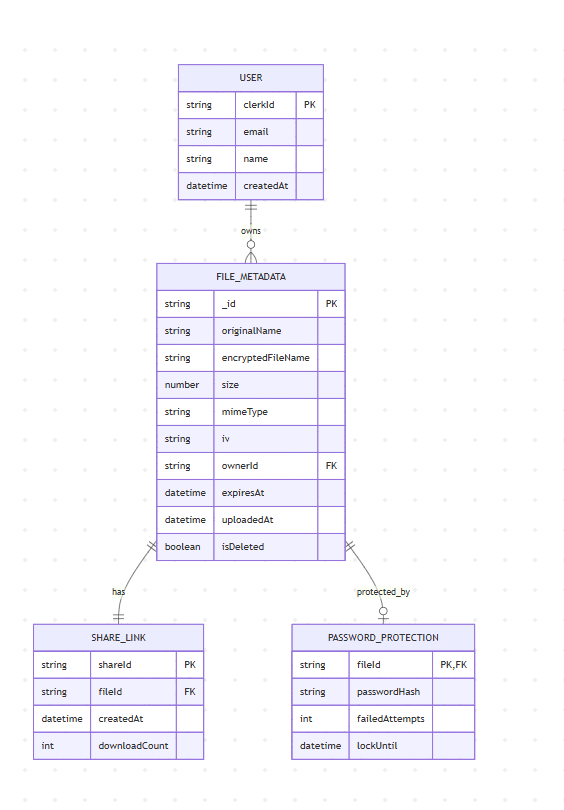 USER
string clerkId PK
string email
string name
datetime createdAt
owns
FILE_METADATA
string _id PK
string originalName
string encryptedFileName
number size
string mimeType
string iv
string ownerId FK
datetime expiresAt
datetime uploadedAt
boolean isDeleted
has
protected_by
SHARE_LINK
string shareId PK
string fileId FK
datetime createdAt
int downloadCount
PASSWORD_PROTECTION
string fileId PK,FK
string passwordHash
int failedAttempts
datetime lockUntil